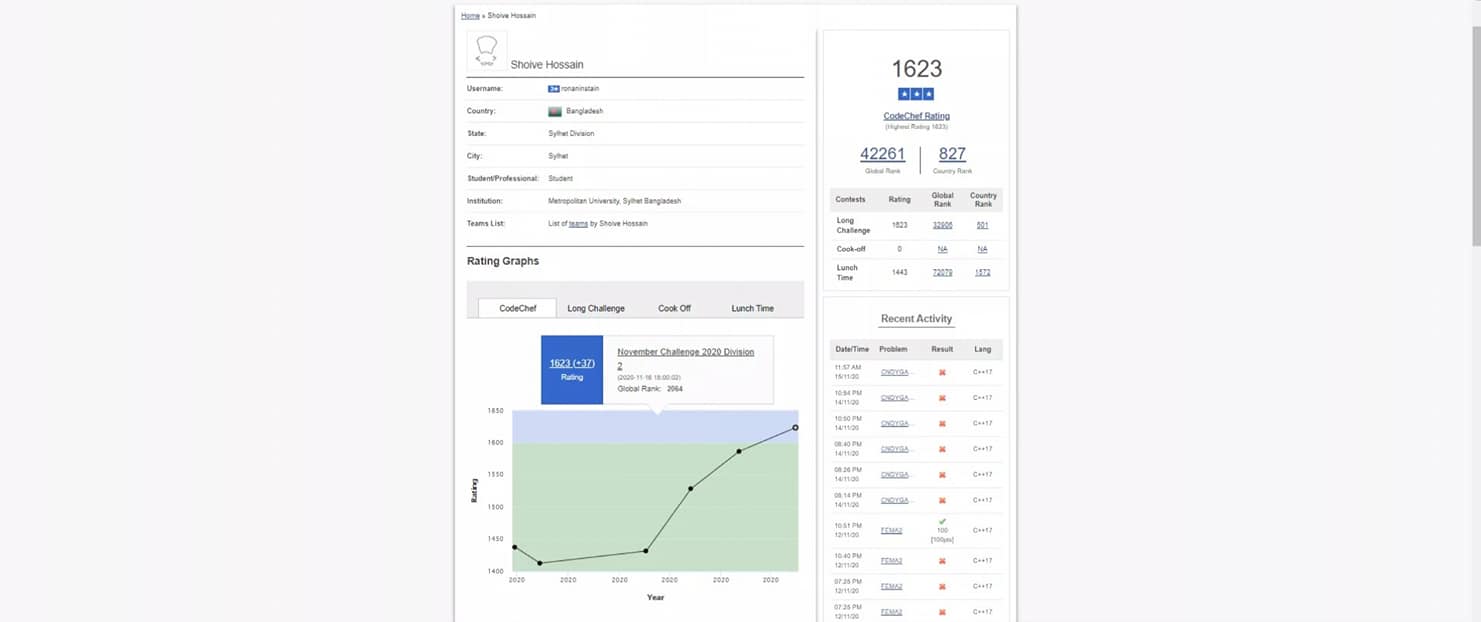 Home » Shoive Hossain
Shoive Hossain
Username: 3★ ronaninstain
Country: Bangladesh
State: Sylhet Division
City: Sylhet
Student/Professional: Student
Institution: Metropolitan University, Sylhet Bangladesh
Teams List: List of teams by Shoive Hossain
Rating Graphs
CodeChef Long Challenge Cook Off Lunch Time
1623 (+37)
Rating
November Challenge 2020 Division
2
(2020-11-16 18:00:02)
Global Rank: 2064
1650
1600
1550
1500
1450
1400
Rating
2020 2020 2020 2020 2020 2020
Year
1623
★ ★ ★
CodeChef Rating
(Highest Rating 1623)
42261 827
Global Rank Country Rank
Contests Rating Global Rank Country Rank
Long Challenge 1623 32906 501
Cook-off 0 NA NA
Lunch Time 1443 72079 1572
Recent Activity
Date/Time Problem Result Lang
11:57 AM 15/11/20 CNDYGA... C++17
10:54 PM 14/11/20 CNDYGA... C++17
10:50 PM 14/11/20 CNDYGA... C++17
08:40 PM 14/11/20 CNDYGA... C++17
08:26 PM 14/11/20 CNDYGA... C++17
08:14 PM 14/11/20 CNDYGA... C++17
10:51 PM 12/11/20 FEMA2 100 [100pts] C++17
10:40 PM 12/11/20 FEMA2 C++17
07:28 PM 12/11/20 FEMA2 C++17
07:25 PM 12/11/20 FEMA2 C++17